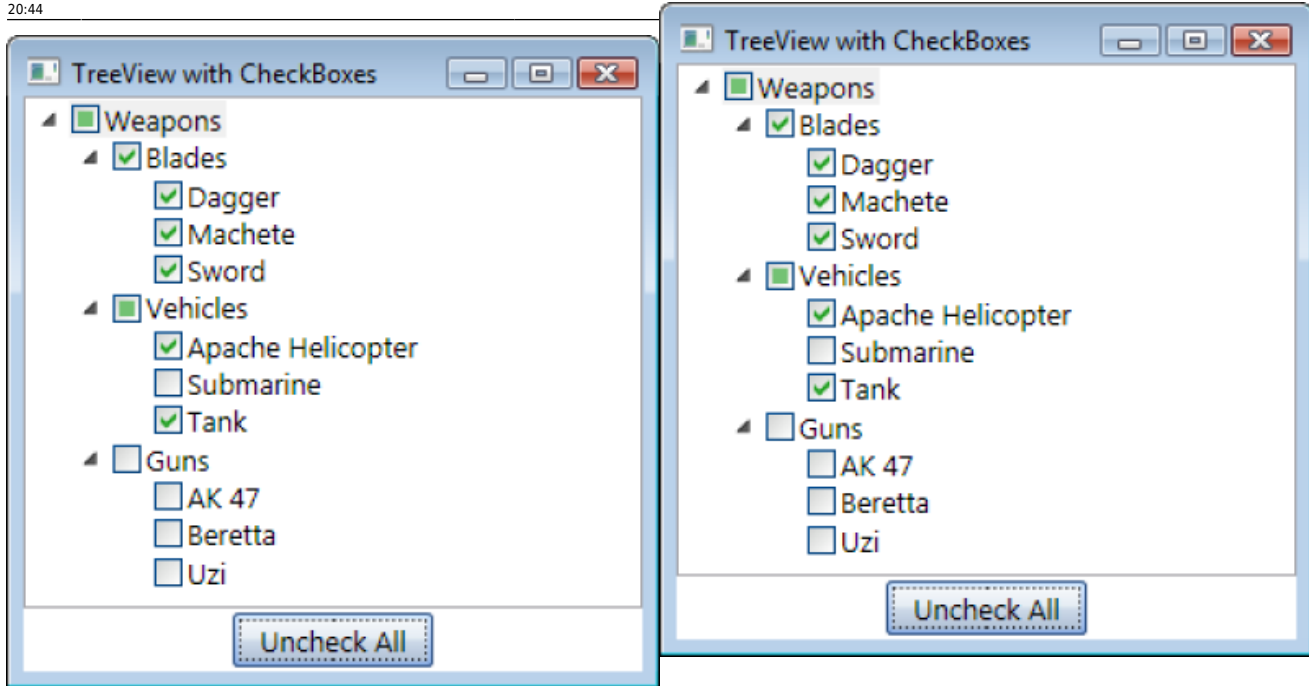 20:44
TreeView with CheckBoxes
Weapons
Blades
Dagger
Machete
Sword
Vehicles
Apache Helicopter
Submarine
Tank
Guns
AK 47
Beretta
Uzi
Uncheck All
TreeView with CheckBoxes
Weapons
Blades
Dagger
Machete
Sword
Vehicles
Apache Helicopter
Submarine
Tank
Guns
AK 47
Beretta
Uzi
Uncheck All